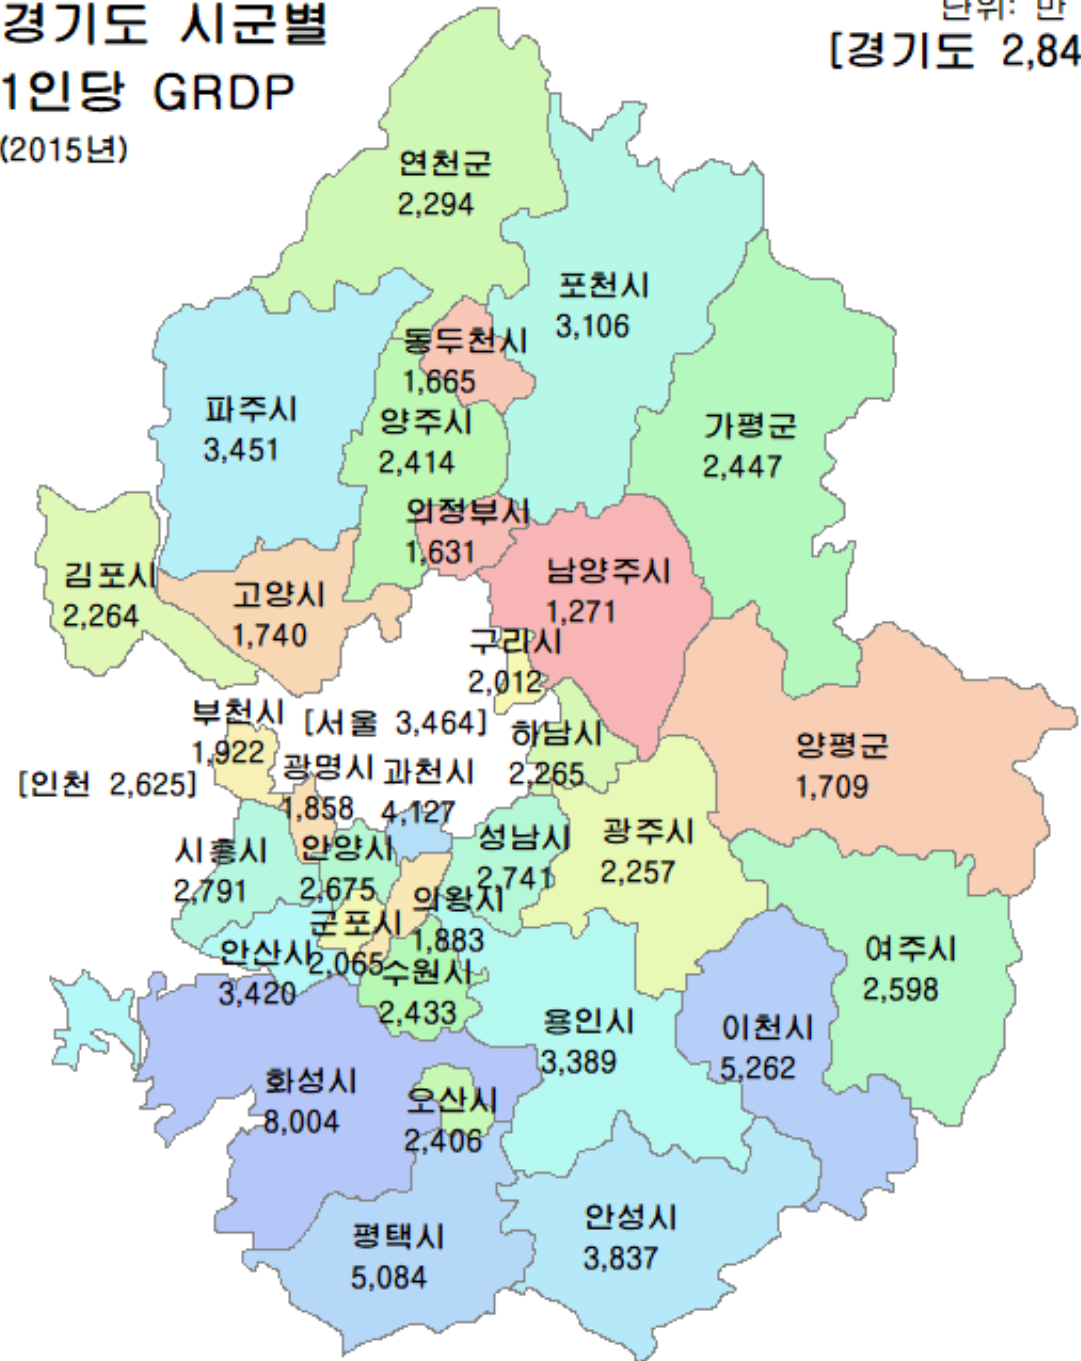 경기도 시군별
1인당 GRDP
(2015년)
단위: 만
[경기도 2,84
연천군
2,294
포천시
3,106
동두천시
1,665
파주시
3,451
양주시
2,414
가평군
2,447
의정부시
1,631
남양주시
1,271
김포시
2,264
고양시
1,740
구리시
2,012
부천시
1,922
[서울 3,464]
하남시
2,265
양평군
1,709
[인천 2,625]
광명시
1,858
과천시
4,127
시흥시
2,791
안양시
2,675
성남시
2,741
광주시
2,257
의왕시
1,883
군포시
2,065
안산시
3,420
수원시
2,433
여주시
2,598
용인시
3,389
이천시
5,262
화성시
8,004
오산시
2,406
평택시
5,084
안성시
3,837